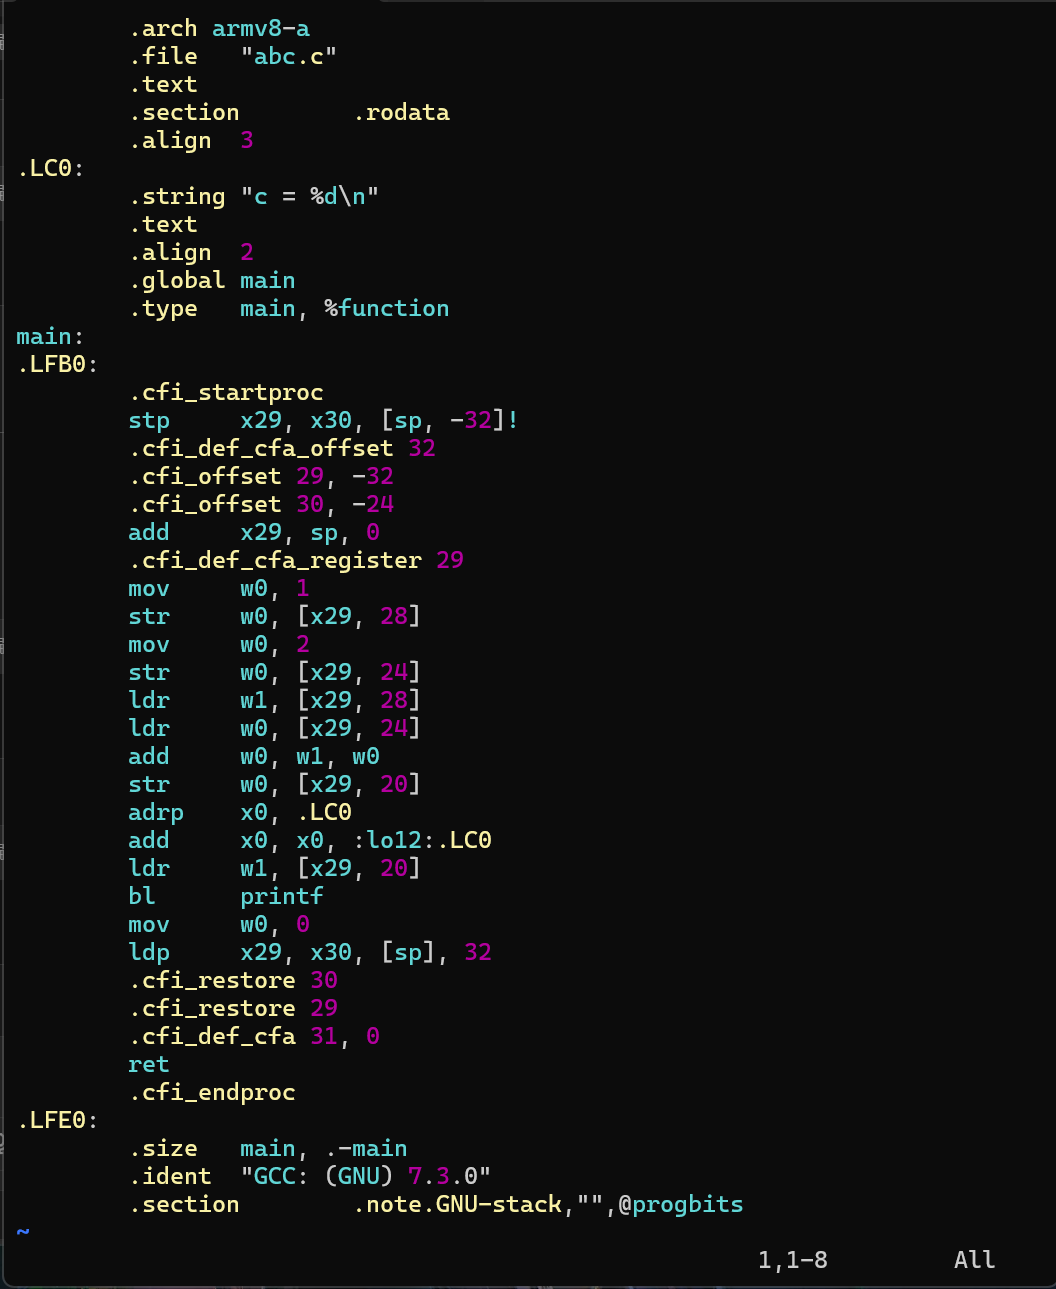 .arch armv8-a
.file "abc.c"
.text
.section .rodata
.align 3
.LC0:
.string "c = %d\n"
.text
.align 2
.global main
.type main, %function
main:
.LFB0:
.cfi_startproc
stp x29, x30, [sp, -32]!
.cfi_def_cfa_offset 32
.cfi_offset 29, -32
.cfi_offset 30, -24
add x29, sp, 0
.cfi_def_cfa_register 29
mov w0, 1
str w0, [x29, 28]
mov w0, 2
str w0, [x29, 24]
ldr w1, [x29, 28]
ldr w0, [x29, 24]
add w0, w1, w0
str w0, [x29, 20]
adrp x0, .LC0
add x0, x0, :lo12:.LC0
ldr w1, [x29, 20]
bl printf
mov w0, 0
ldp x29, x30, [sp], 32
.cfi_restore 30
.cfi_restore 29
.cfi_def_cfa 31, 0
ret
.cfi_endproc
.LFE0:
.size main, .-main
.ident "GCC: (GNU) 7.3.0"
.section .note.GNU-stack,"",@progbits
~
1,1-8 All